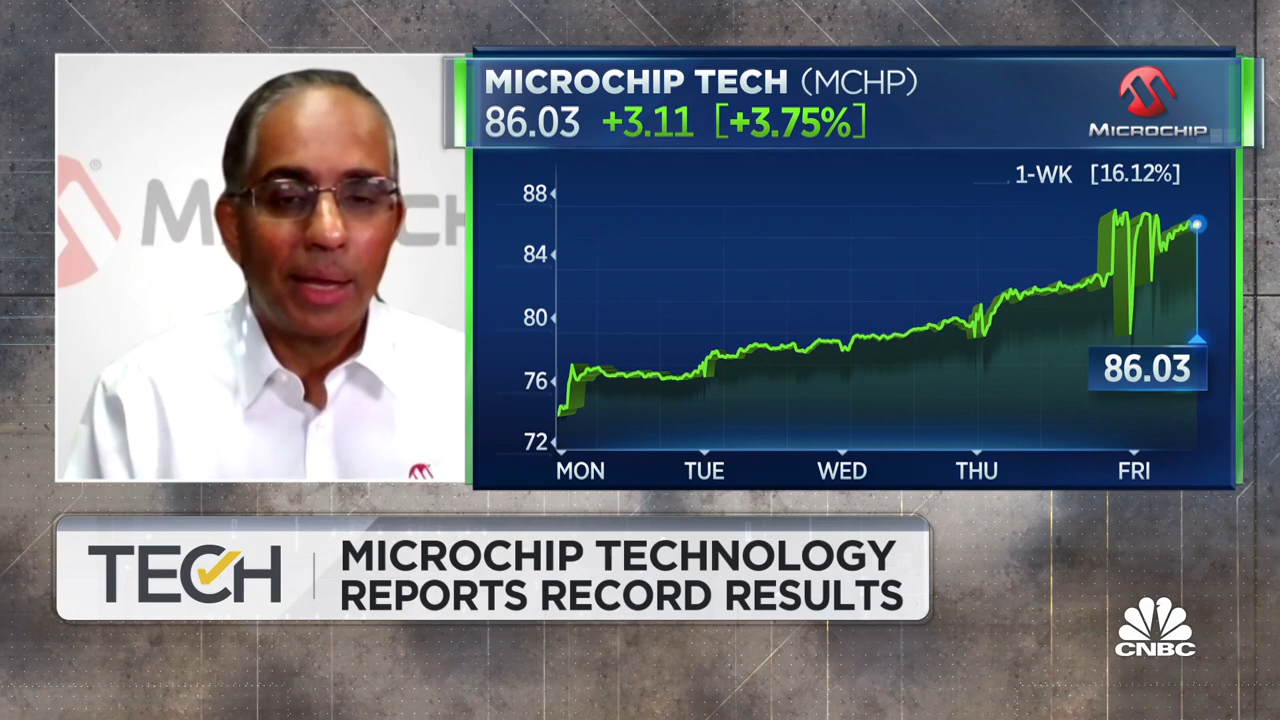 MICROCHIP TECH (MCHP)
86.03 +3.11 [+3.75%]
MICROCHIP
1-WK [16.12%]
88
84
80
76
72
86.03
MON TUE WED THU FRI
®
TECH
MICROCHIP TECHNOLOGY
REPORTS RECORD RESULTS
CNBC